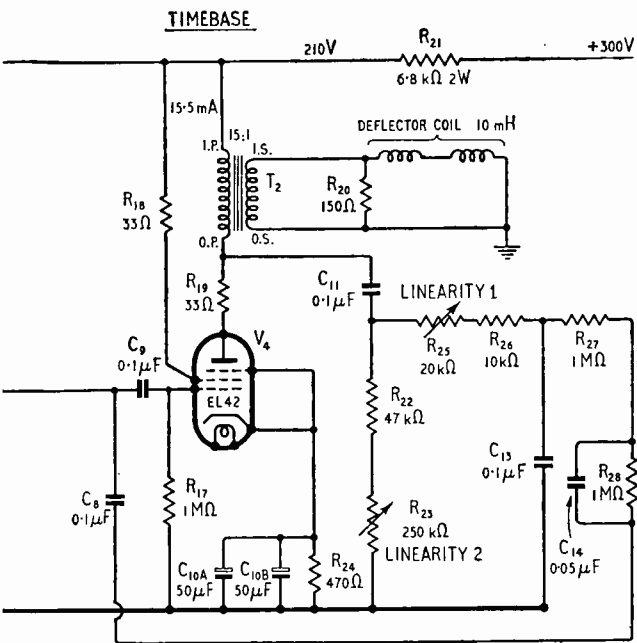 TIMEBASE
210V
R21
6.8 kΩ 2W
+300V
15.5mA
I.P.
15:1
I.S.
T2
O.P.
O.S.
DEFLECTOR COIL 10 mH
R20
150Ω
R18
33Ω
R19
33Ω
C11
0.1μF
LINEARITY 1
R25
20kΩ
R26
10kΩ
R27
1MΩ
C9
0.1μF
V4
EL42
R22
47kΩ
C8
0.1μF
R17
1MΩ
R23
250 kΩ
LINEARITY 2
C13
0.1μF
R28
1MΩ
C14
0.05μF
C10A
50μF
C10B
50μF
R24
470Ω